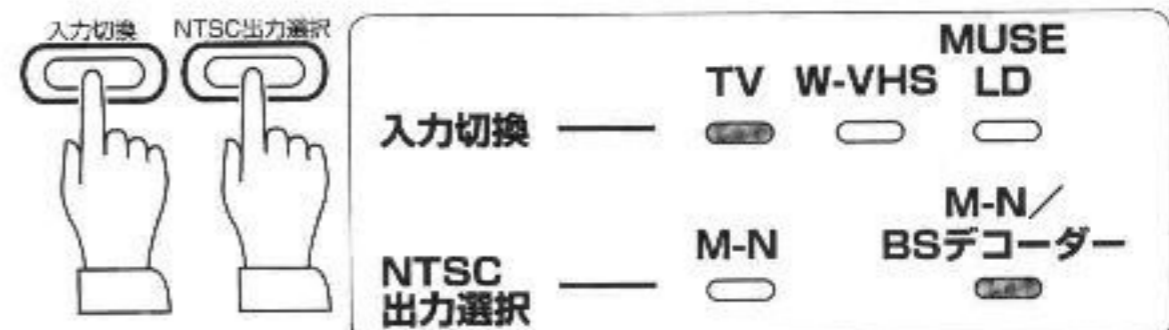 入力切換 NTSC出力選択
MUSE
TV W-VHS LD
入力切換
M-N／
M-N BSデコーダー
NTSC
出力選択